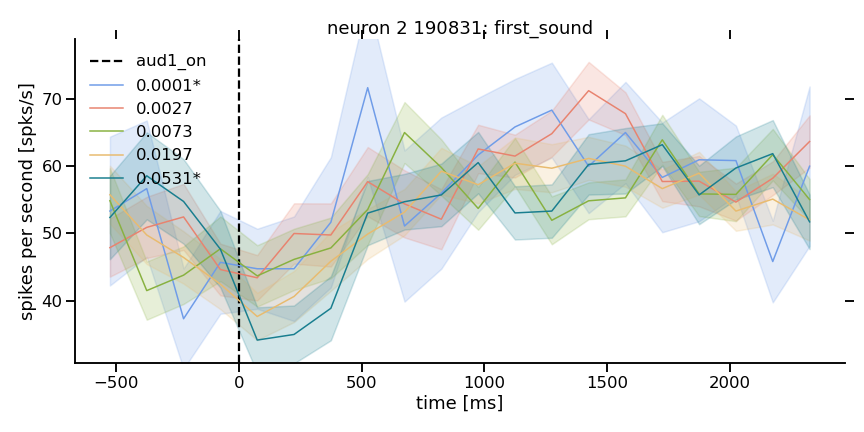 neuron 2 190831: first_sound
aud1_on
0.0001*
0.0027
0.0073
0.0197
0.0531*
spikes per second [spks/s]
70
60
50
40
−500 0 500 1000 1500 2000
time [ms]